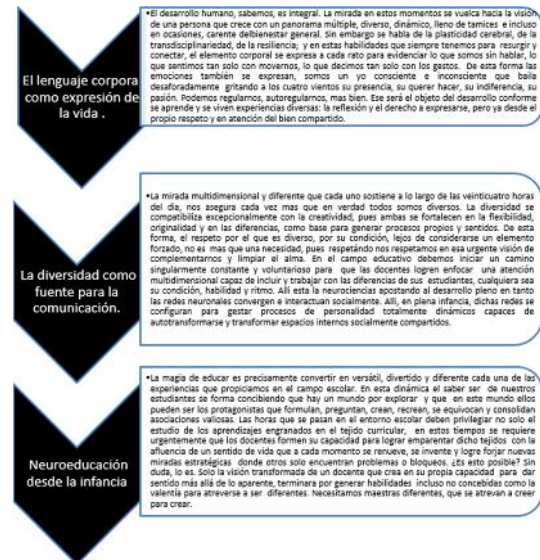 El lenguaje corpora
como expresión de
la vida .
•El desarrollo humano, sabemos, es integral. La mirada en estos momentos se vuelca hacia la visión
de una persona que crece con un panorama múltiple, diverso, dinámico, lleno de tamices e incluso
en ocasiones, carente delbienestar general. Sin embargo se habla de la plasticidad cerebral, de la
transdisciplinariedad, de la resiliencia; y en estas habilidades que siempre tenemos para resurgir y
conectar, el elemento corporal se expresa a cada rato para evidenciar lo que somos sin hablar, lo
que sentimos tan solo con movernos, lo que decimos tan solo con los gastos. De esta forma las
emociones también se expresan, somos un yo consciente e inconsciente que baila
desaforadamente gritando a los cuatro vientos su presencia, su querer hacer, su indiferencia, su
pasión. Podemos regularnos, autoregularnos, mas bien. Ese será el objeto del desarrollo conforme
se aprende y se viven experiencias diversas: la reflexión y el derecho a expresarse, pero ya desde el
propio respeto y en atención del bien compartido.
La diversidad como
fuente para la
comunicación.
•La mirada multidimensional y diferente que cada uno sostiene a lo largo de las veinticuatro horas
del día, nos asegura cada vez mas que en verdad todos somos diversos. La diversidad se
compatibiliza excepcionalmente con la creatividad, pues ambas se fortalecen en la flexibilidad,
originalidad y en las diferencias, como base para generar procesos propios y sentidos. De esta
forma, el respeto por el que es diverso, por su condición, lejos de considerarse un elemento
forzado, no es mas que una necesidad, pues respetándo nos respetamos en esa urgente visión de
complementarnos y limpiar el alma. En el campo educativo debemos iniciar un camino
singularmente constante y voluntarioso para que las docentes logren enfocar una atención
multidimensional capaz de incluir y trabajar con las diferencias de sus estudiantes, cualquiera sea
su condición, habilidad y ritmo. Allí esta la neurociencias apostando al desarrollo pleno en tanto
las redes neuronales convergen e interactuan socialmente. Allí, en plena infancia, dichas redes se
configuran para gestar procesos de personalidad totalmente dinámicos capaces de
autotransformarse y transformar espacios internos socialmente compartidos.
Neuroeducación
desde la infancia
•La magia de educar es precisamente convertir en versátil, divertido y diferente cada una de las
experiencias que propiciamos en el campo escolar. En esta dinámica el saber ser de nuestros
estudiantes se forma concibiendo que hay un mundo por explorar y que en este mundo ellos
pueden ser los protagonistas que formulan, preguntan, crean, recrean, se equivocan y consolidan
asociaciones valiosas. Las horas que se pasan en el entorno escolar deben privilegiar no solo el
estudio de los aprendizajes engranados en el tejido curricular, en estos tiempos se requiere
urgentemente que los docentes formen su capacidad para lograr emparentar dicho tejidos con la
afluencia de un sentido de vida que a cada momento se renueve, se invente y logre forjar nuevas
miradas estratégicas donde otros solo encuentran problemas o bloqueos. ¿Es esto posible? Sin
duda, lo es. Solo la visión transformada de un docente que crea en su propia capacidad para dar
sentido más allá de lo aparente, terminara por generar habilidades incluso no concebidas como la
valentía para atreverse a ser diferentes. Necesitamos maestras diferentes, que se atrevan a creer
para crear.